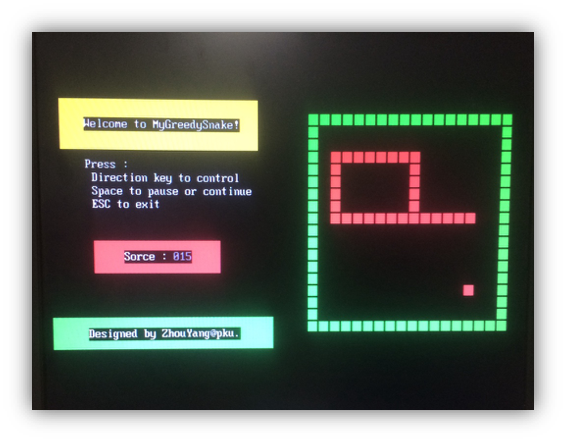 Welcome to MyGreedySnake!
Press :
Direction key to control
Space to pause or continue
ESC to exit
Sorce : 015
Designed by ZhouYang@pku.